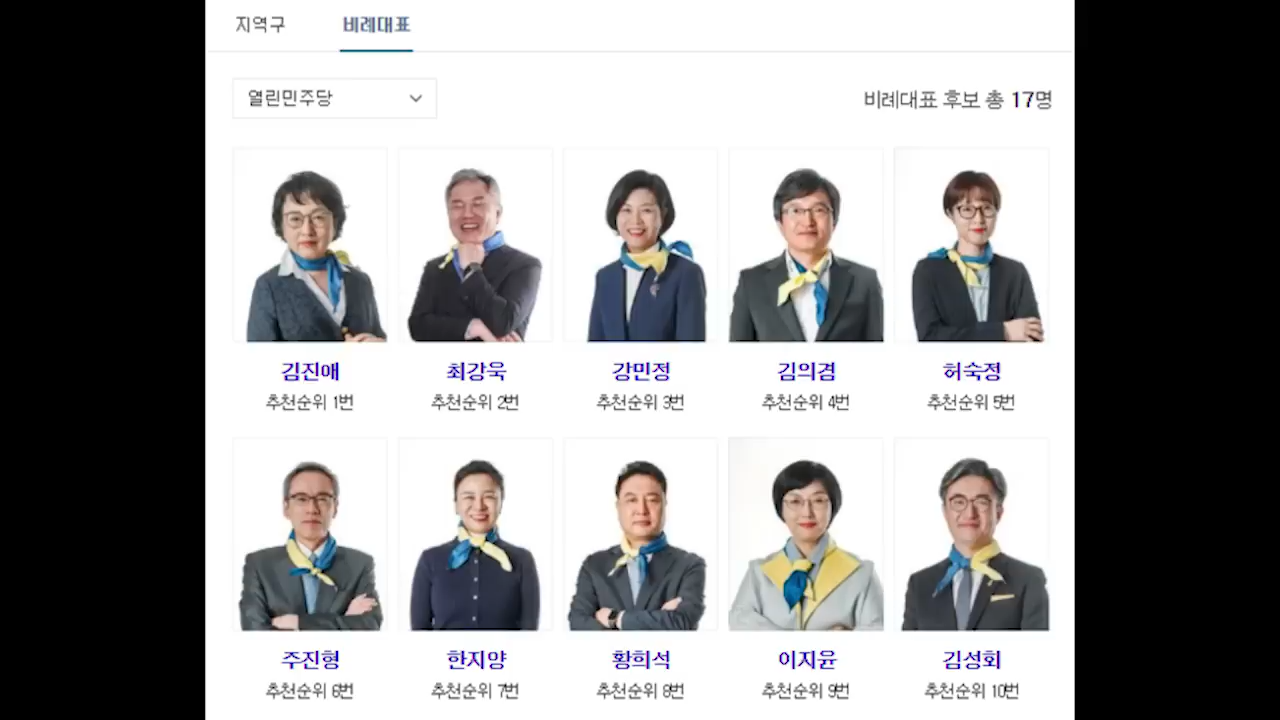 지역구 비례대표
열린민주당 비례대표 후보 총 17명
김진애 최강욱 강민정 김의겸 허숙정
추천순위 1번 추천순위 2번 추천순위 3번 추천순위 4번 추천순위 5번
주진형 한지양 황희석 이지윤 김성회
추천순위 6번 추천순위 7번 추천순위 8번 추천순위 9번 추천순위 10번